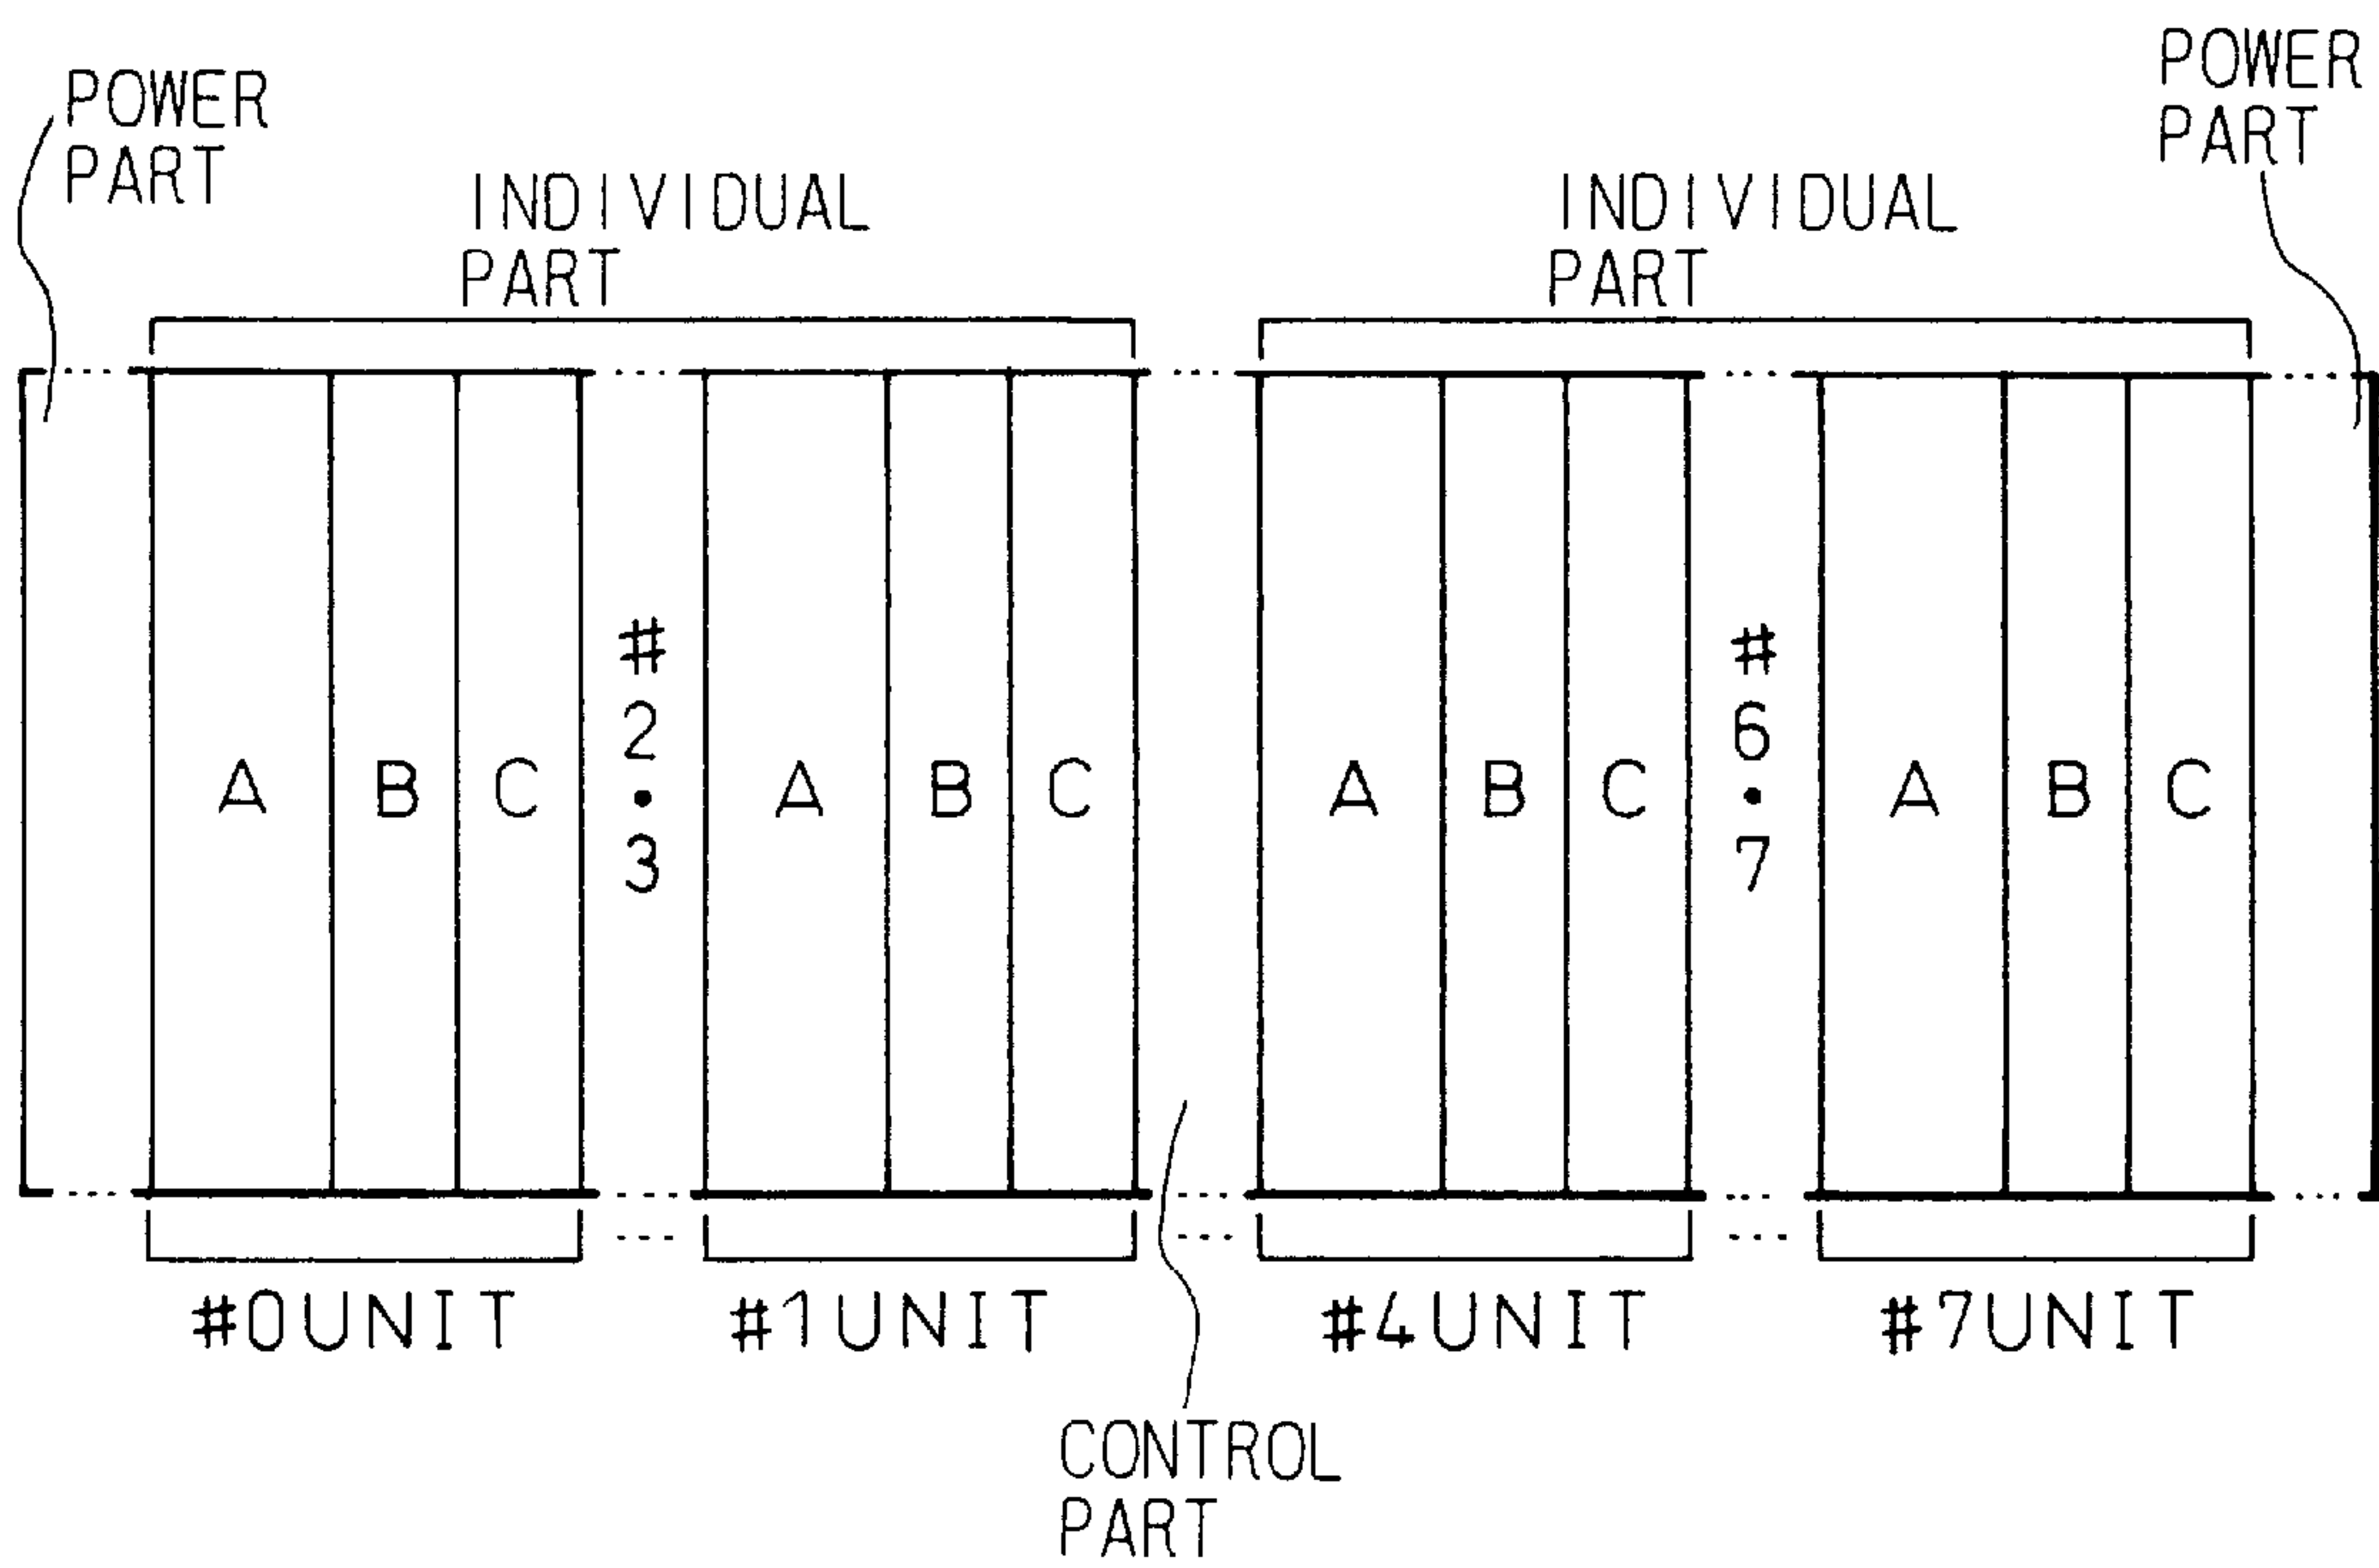 POWER
PART
POWER
PART
INDIVIDUAL
PART
INDIVIDUAL
PART
A B C
#
2
・
3
A B C
A B C
#
6
・
7
A B C
#0UNIT
#1UNIT
#4UNIT
#7UNIT
CONTROL
PART